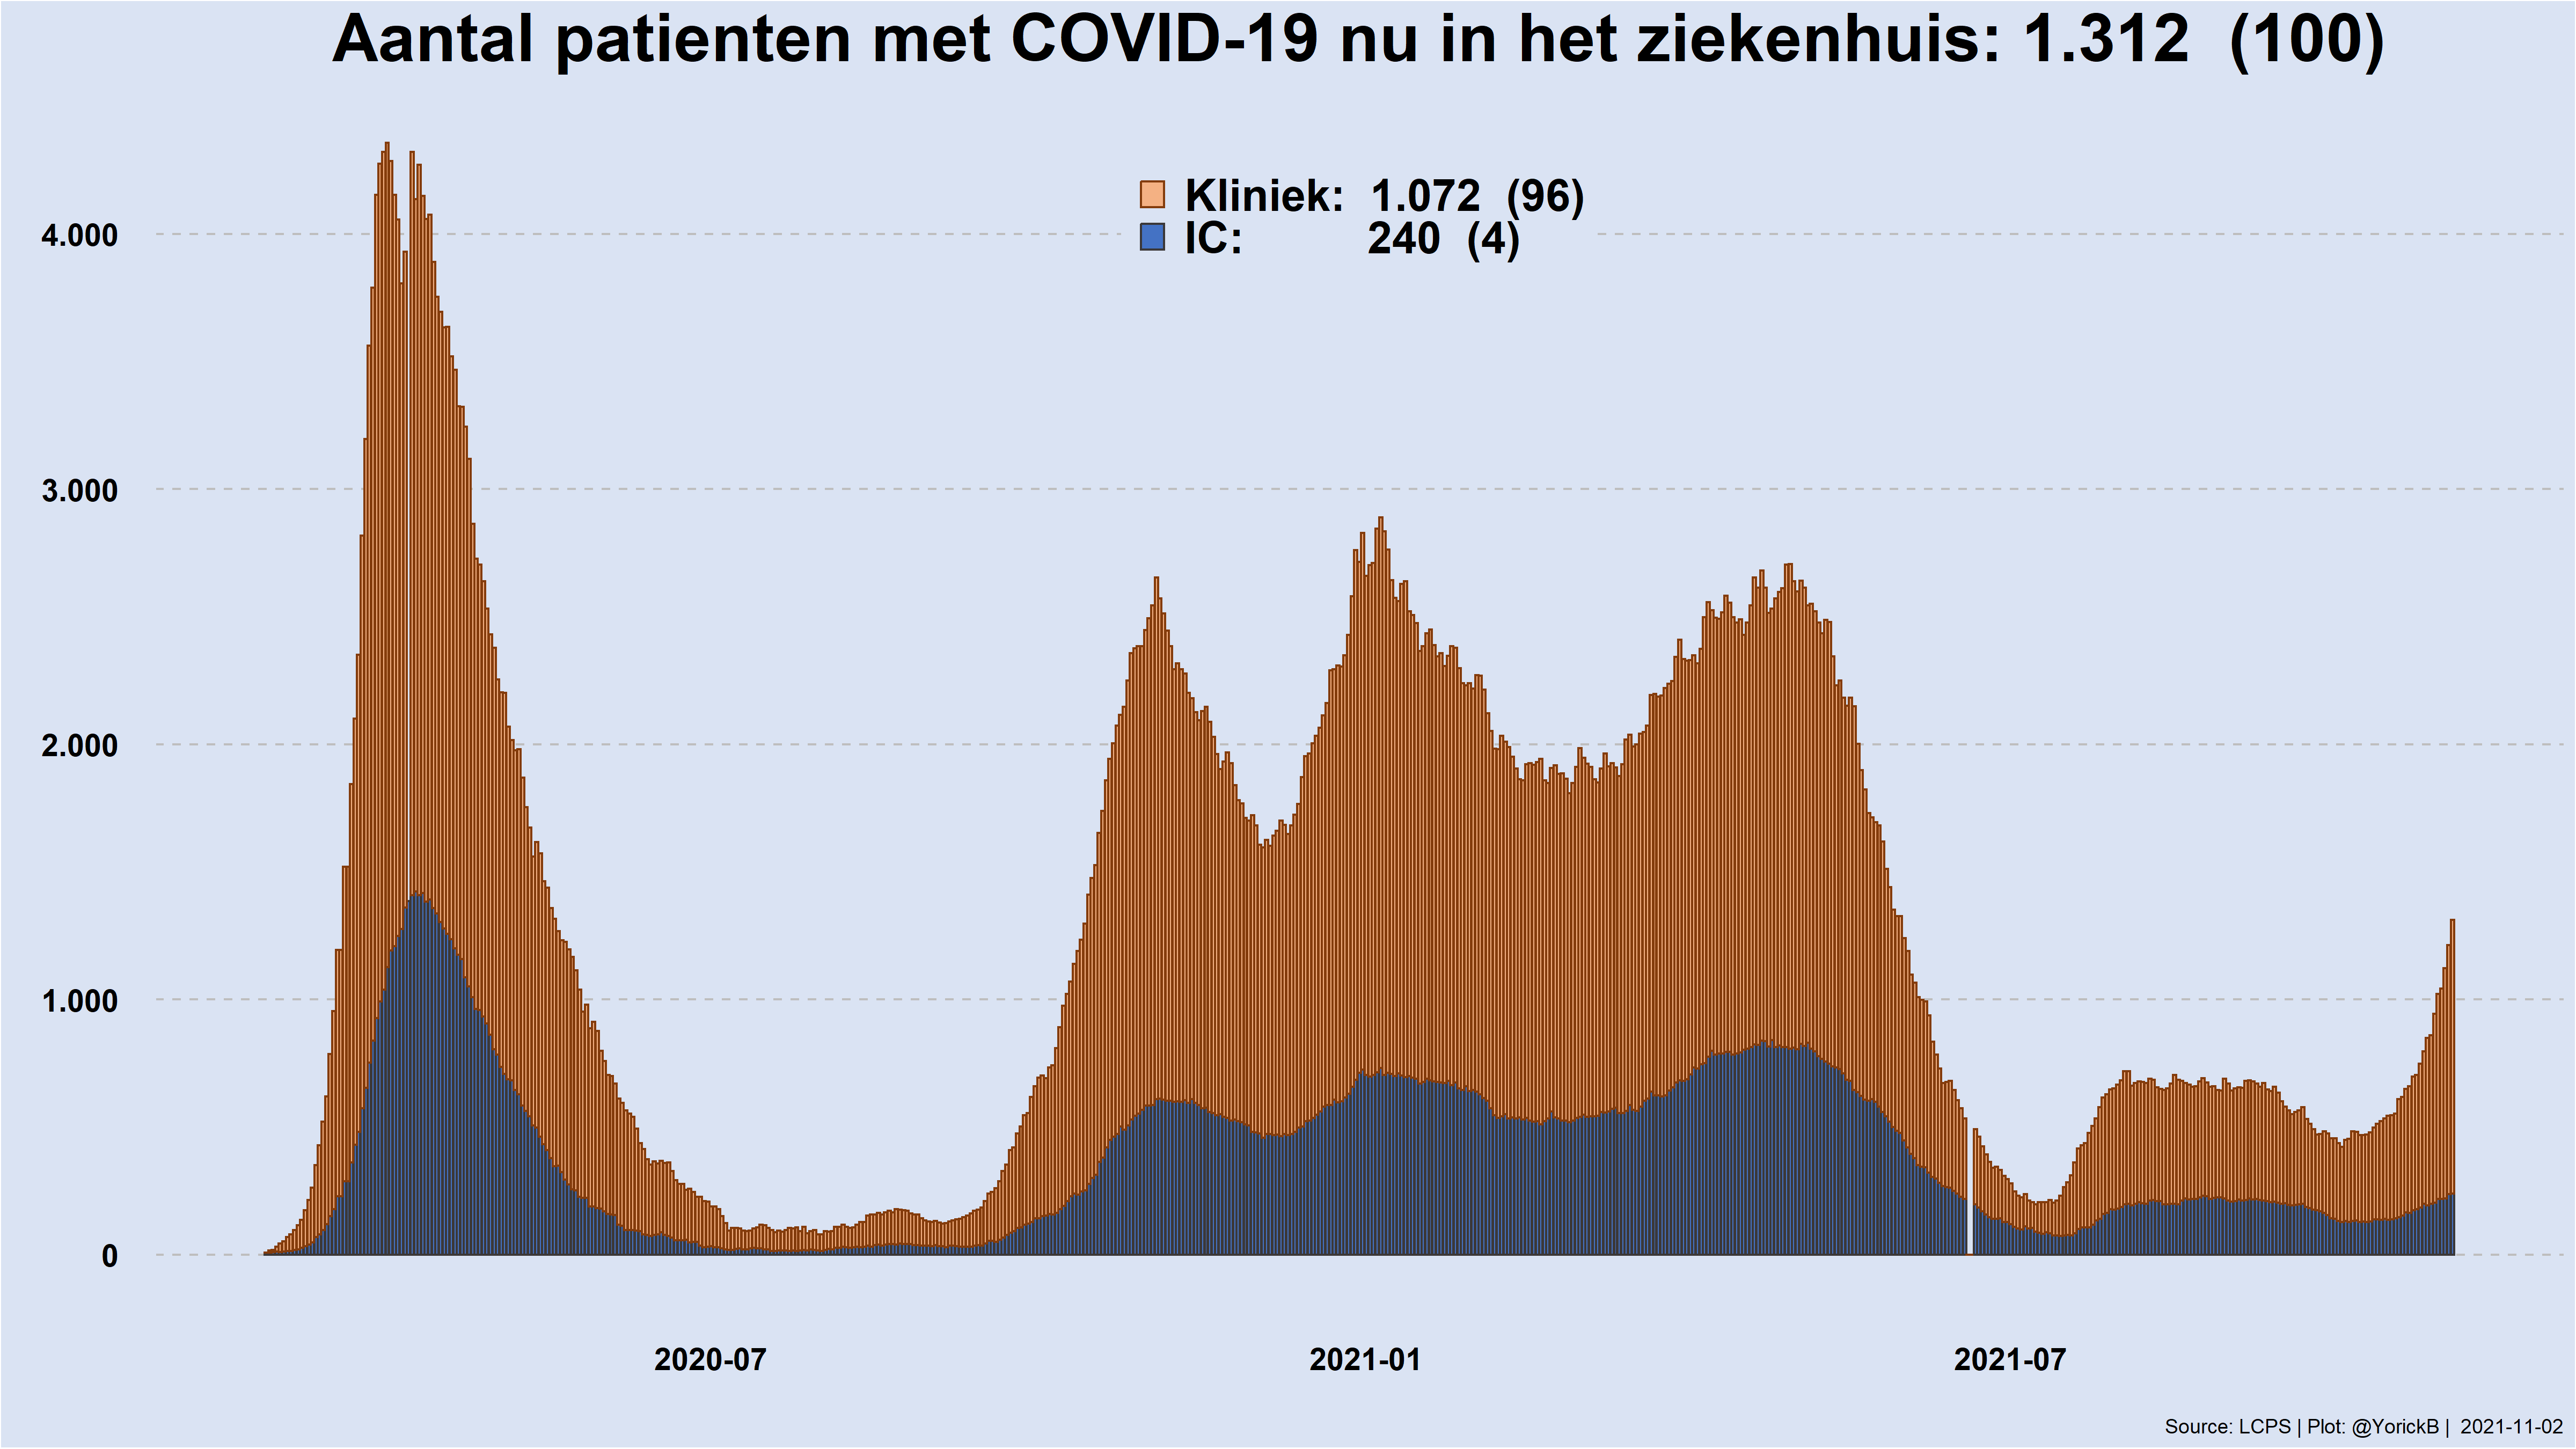 Aantal patienten met COVID-19 nu in het ziekenhuis: 1.312 (100)
Kliniek: 1.072 (96)
IC: 240 (4)
4.000
3.000
2.000
1.000
0
2020-07 2021-01 2021-07
Source: LCPS | Plot: @YorickB | 2021-11-02